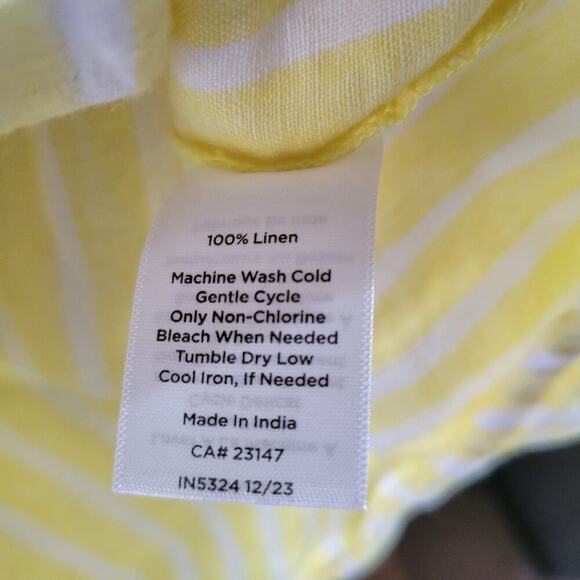 100% Linen
Machine Wash Cold
Gentle Cycle
Only Non-Chlorine
Bleach When Needed
Tumble Dry Low
Cool Iron, If Needed
Made In India
CA# 23147
IN5324 12/23